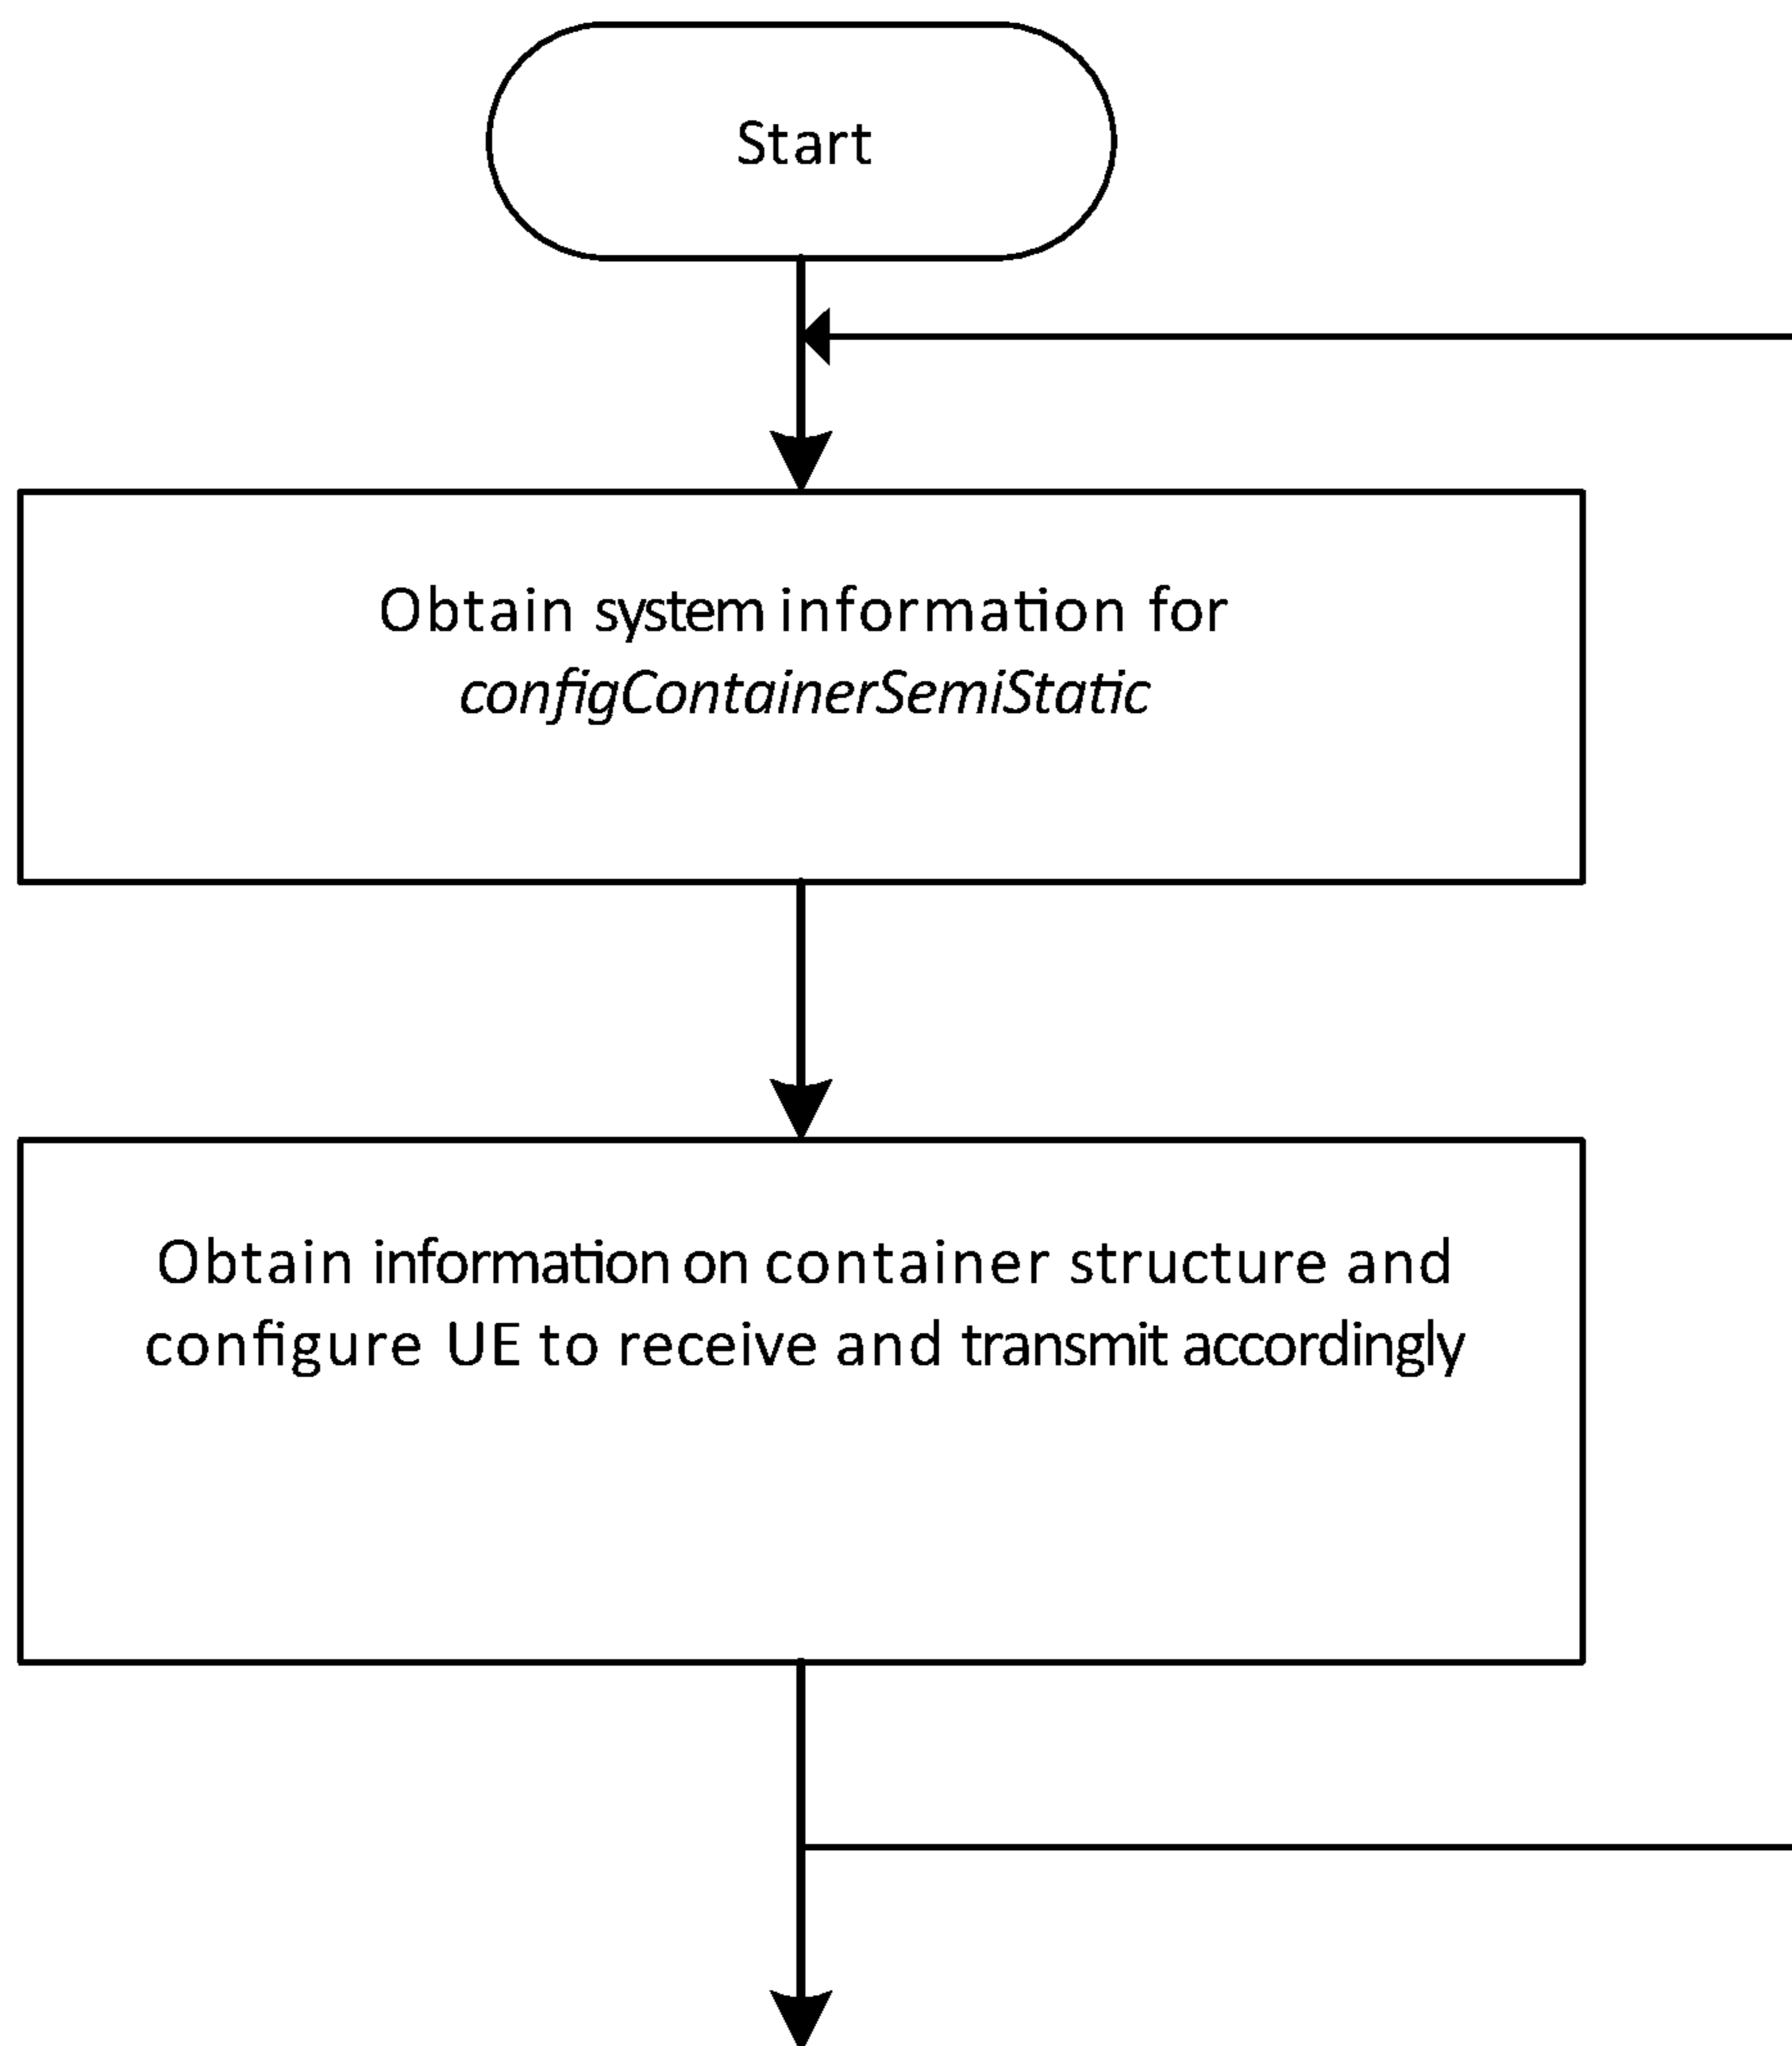 Start
Obtain system information for
configContainerSemiStatic
Obtain information on container structure and
configure UE to receive and transmit accordingly